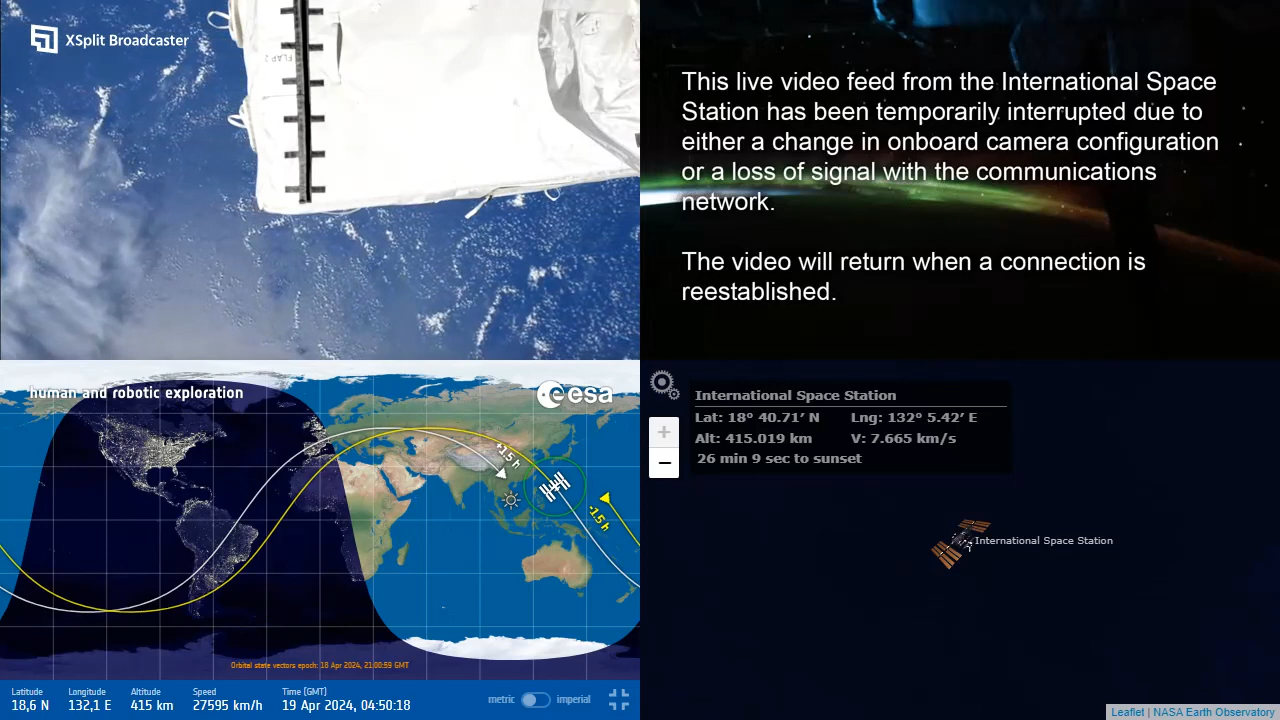 XSplit Broadcaster
FLAP 2
This live video feed from the International Space
Station has been temporarily interrupted due to
either a change in onboard camera configuration
or a loss of signal with the communications
network.
The video will return when a connection is
reestablished.
human and robotic exploration
esa
+1.5 h
-1.5 h
Orbital state vectors epoch: 18 Apr 2024, 21:00:59 GMT
Latitude
18,6 N
Longitude
132,1 E
Altitude
415 km
Speed
27595 km/h
Time (GMT)
19 Apr 2024, 04:50:18
metric
imperial
+
−
International Space Station
Lat: 18° 40.71′ N Lng: 132° 5.42′ E
Alt: 415.019 km V: 7.665 km/s
26 min 9 sec to sunset
International Space Station
Leaflet | NASA Earth Observatory